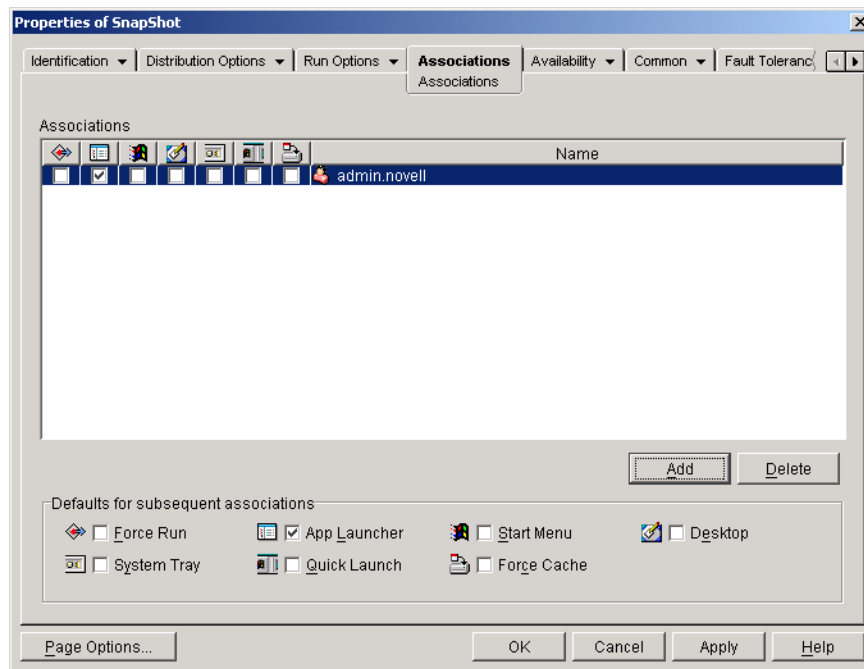 Properties of SnapShot
Identification Distribution Options Run Options Associations Availability Common Fault Toleranc
Associations
Associations
Name
admin.novell
Add Delete
Defaults for subsequent associations
Force Run App Launcher Start Menu Desktop
System Tray Quick Launch Force Cache
Page Options... OK Cancel Apply Help